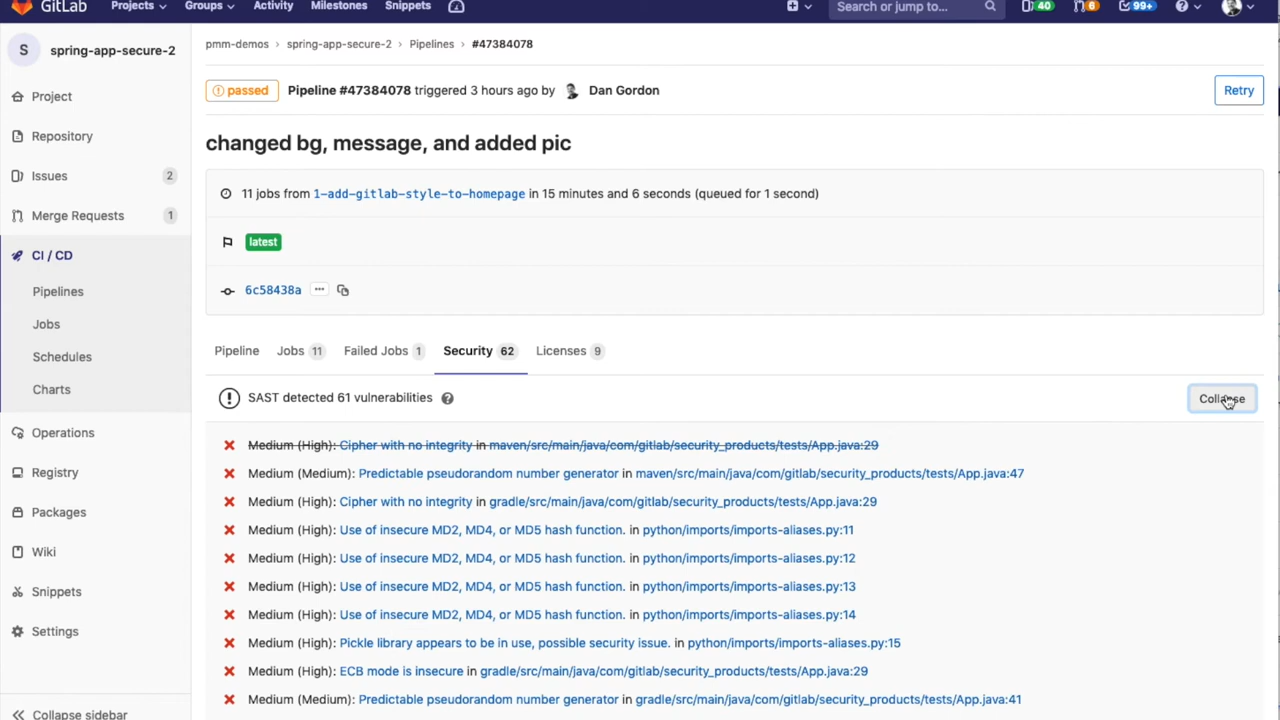 GitLab Projects Groups Activity Milestones Snippets Search or jump to... 40 6 99+
S spring-app-secure-2
Project
Repository
Issues 2
Merge Requests 1
CI / CD
Pipelines
Jobs
Schedules
Charts
Operations
Registry
Packages
Wiki
Snippets
Settings
Collapse sidebar
pmm-demos › spring-app-secure-2 › Pipelines › #47384078
passed Pipeline #47384078 triggered 3 hours ago by Dan Gordon Retry
changed bg, message, and added pic
11 jobs from 1-add-gitlab-style-to-homepage in 15 minutes and 6 seconds (queued for 1 second)
latest
6c58438a ...
Pipeline Jobs 11 Failed Jobs 1 Security 62 Licenses 9
SAST detected 61 vulnerabilities Collapse
Medium (High): Cipher with no integrity in maven/src/main/java/com/gitlab/security_products/tests/App.java:29
Medium (Medium): Predictable pseudorandom number generator in maven/src/main/java/com/gitlab/security_products/tests/App.java:47
Medium (High): Cipher with no integrity in gradle/src/main/java/com/gitlab/security_products/tests/App.java:29
Medium (High): Use of insecure MD2, MD4, or MD5 hash function. in python/imports/imports-aliases.py:11
Medium (High): Use of insecure MD2, MD4, or MD5 hash function. in python/imports/imports-aliases.py:12
Medium (High): Use of insecure MD2, MD4, or MD5 hash function. in python/imports/imports-aliases.py:13
Medium (High): Use of insecure MD2, MD4, or MD5 hash function. in python/imports/imports-aliases.py:14
Medium (High): Pickle library appears to be in use, possible security issue. in python/imports/imports-aliases.py:15
Medium (High): ECB mode is insecure in gradle/src/main/java/com/gitlab/security_products/tests/App.java:29
Medium (Medium): Predictable pseudorandom number generator in gradle/src/main/java/com/gitlab/security_products/tests/App.java:41